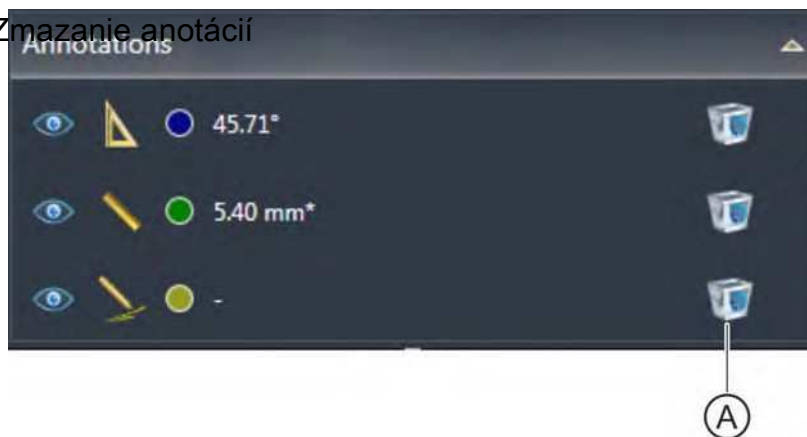 Zmazanie anotácií
Annotations
45.71°
5.40 mm*
-
A